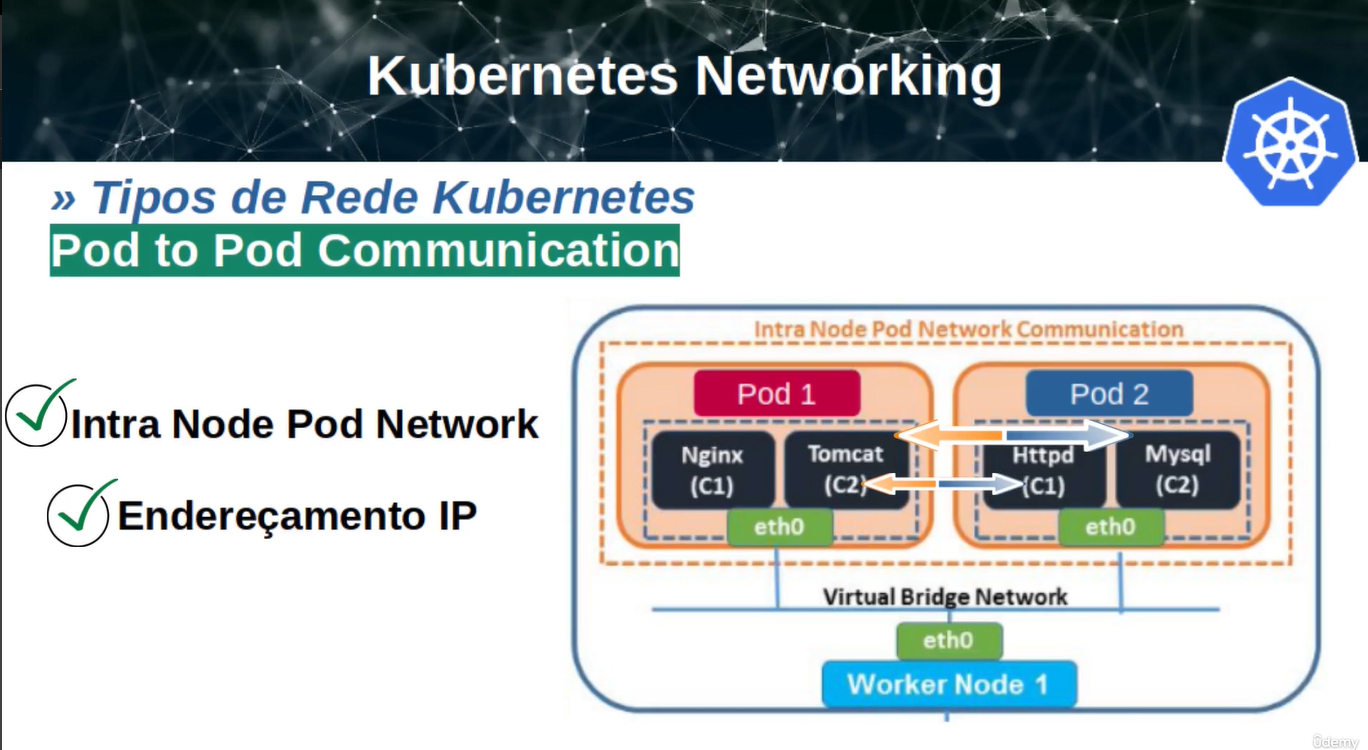 Kubernetes Networking
» Tipos de Rede Kubernetes
Pod to Pod Communication
Intra Node Pod Network
Endereçamento IP
Intra Node Pod Network Communication
Pod 1
Pod 2
Nginx
(C1)
Tomcat
(C2)
Httpd
(C1)
Mysql
(C2)
eth0
eth0
Virtual Bridge Network
eth0
Worker Node 1
ûdemy